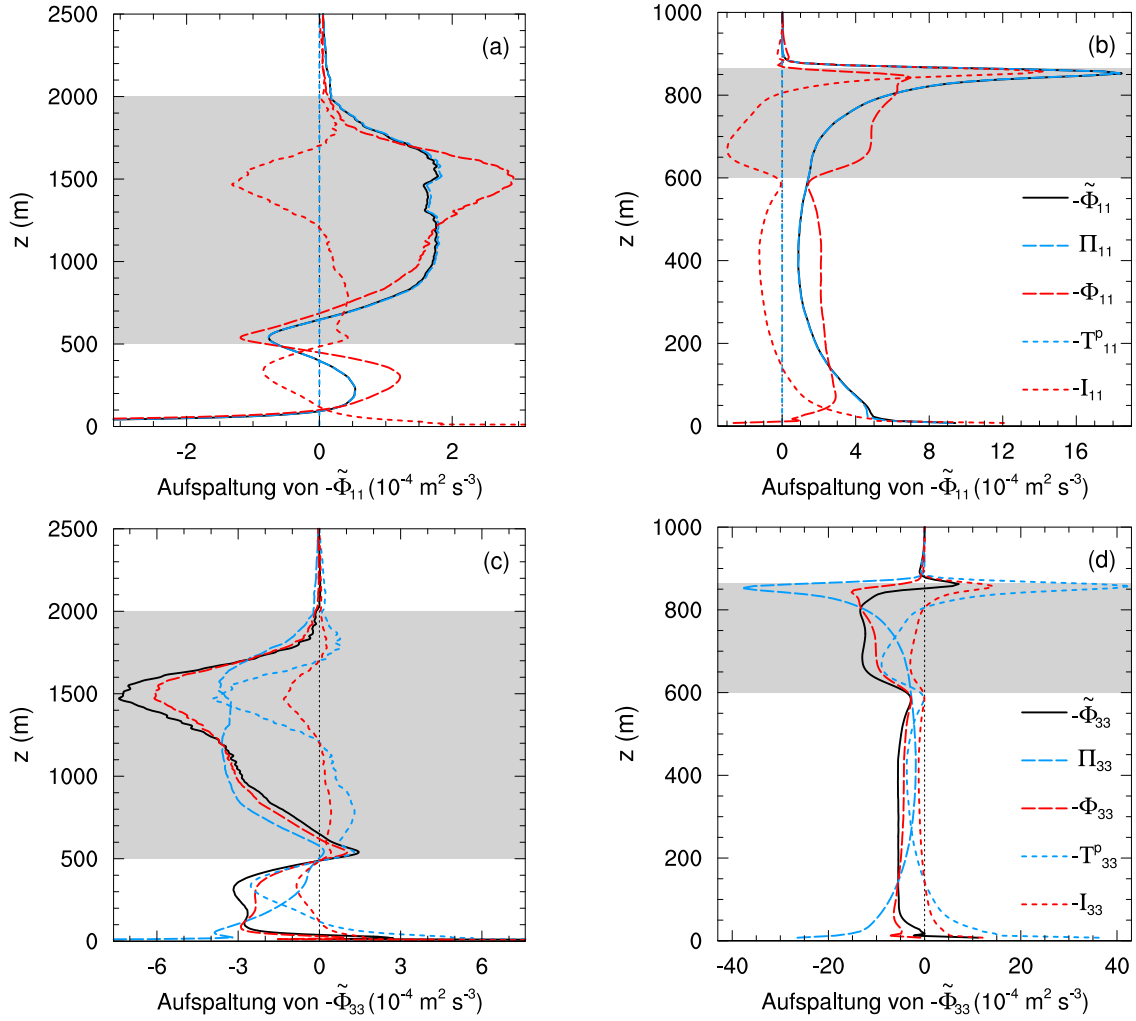 2500
2000
1500
1000
500
0
z (m)
(a)
-2
0
2
Aufspaltung von -Φ̃₁₁ (10⁻⁴ m² s⁻³)
1000
800
600
400
200
0
z (m)
(b)
-Φ̃₁₁
Π₁₁
-Φ₁₁
-Tᵖ₁₁
-I₁₁
0
4
8
12
16
Aufspaltung von -Φ̃₁₁ (10⁻⁴ m² s⁻³)
2500
2000
1500
1000
500
0
z (m)
(c)
-6
-3
0
3
6
Aufspaltung von -Φ̃₃₃ (10⁻⁴ m² s⁻³)
1000
800
600
400
200
0
z (m)
(d)
-Φ̃₃₃
Π₃₃
-Φ₃₃
-Tᵖ₃₃
-I₃₃
-40
-20
0
20
40
Aufspaltung von -Φ̃₃₃ (10⁻⁴ m² s⁻³)